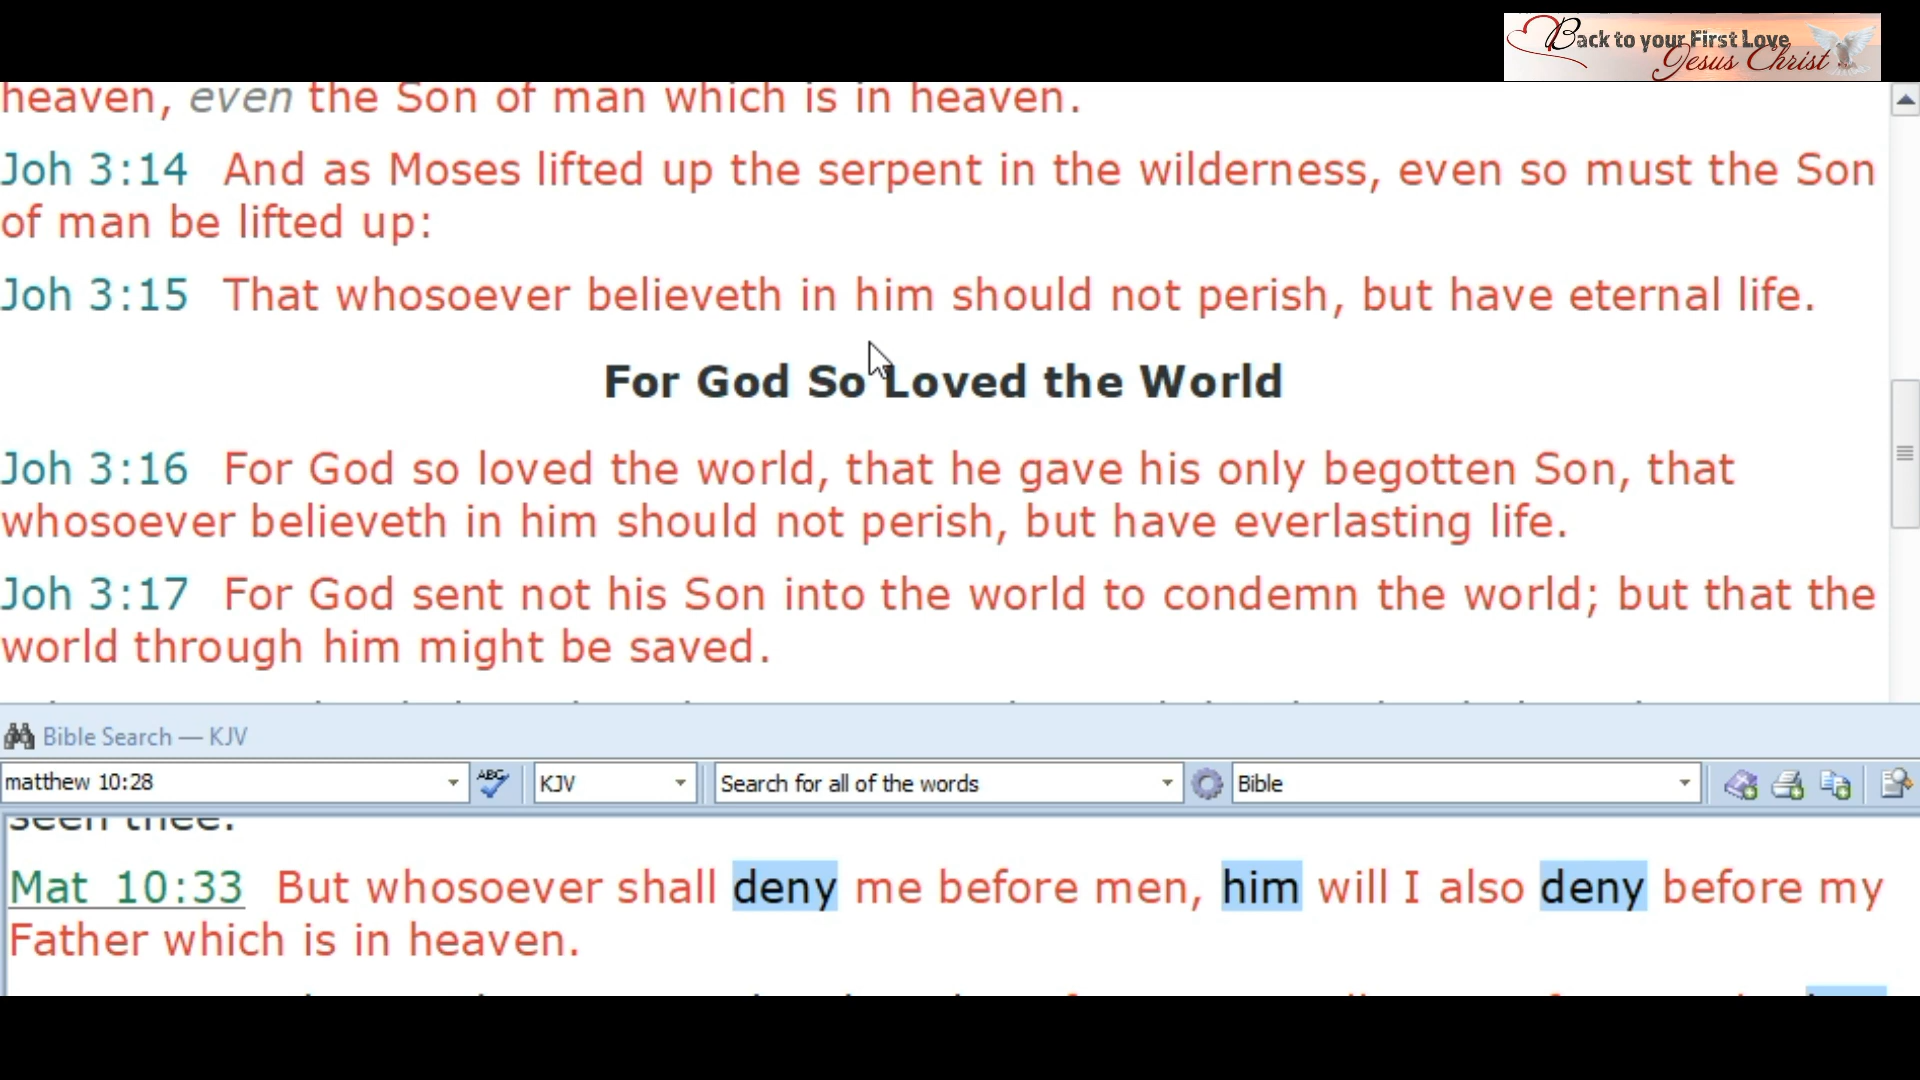 Back to your First Love
Jesus Christ
heaven, even the Son of man which is in heaven.
Joh 3:14 And as Moses lifted up the serpent in the wilderness, even so must the Son
of man be lifted up:
Joh 3:15 That whosoever believeth in him should not perish, but have eternal life.
For God So Loved the World
Joh 3:16 For God so loved the world, that he gave his only begotten Son, that
whosoever believeth in him should not perish, but have everlasting life.
Joh 3:17 For God sent not his Son into the world to condemn the world; but that the
world through him might be saved.
Bible Search — KJV
matthew 10:28 ABC KJV Search for all of the words Bible
seen thee.
Mat 10:33 But whosoever shall deny me before men, him will I also deny before my
Father which is in heaven.